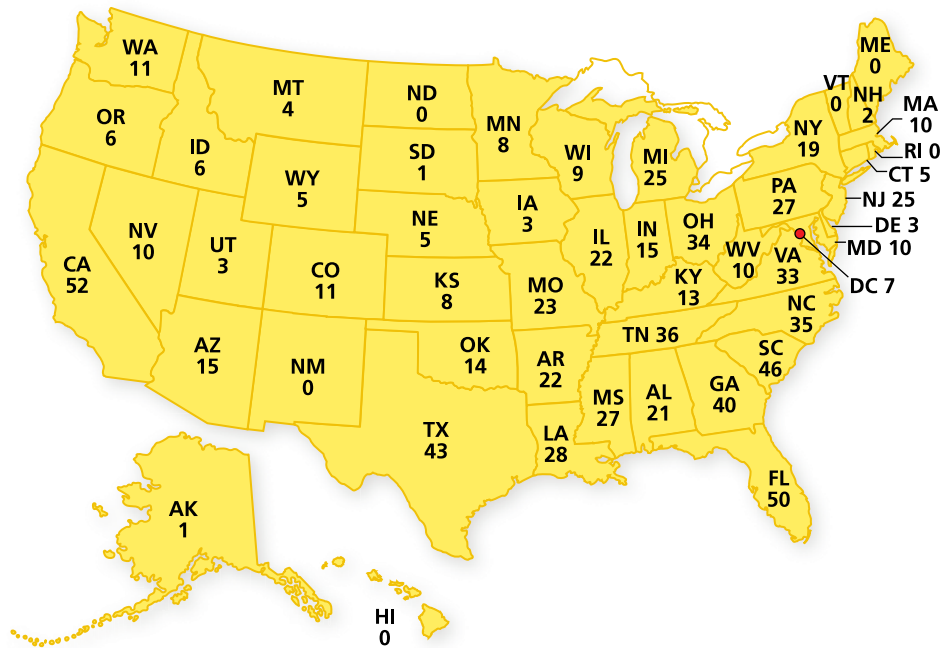 WA
11
OR
6
CA
52
ID
6
NV
10
MT
4
WY
5
UT
3
AZ
15
CO
11
NM
0
ND
0
SD
1
NE
5
KS
8
OK
14
TX
43
MN
8
IA
3
MO
23
AR
22
LA
28
WI
9
IL
22
MI
25
IN
15
OH
34
KY
13
TN 36
MS
27
AL
21
GA
40
FL
50
SC
46
NC
35
VA
33
WV
10
PA
27
NY
19
VT
0
NH
2
ME
0
MA
10
RI 0
CT 5
NJ 25
DE 3
MD 10
DC 7
AK
1
HI
0